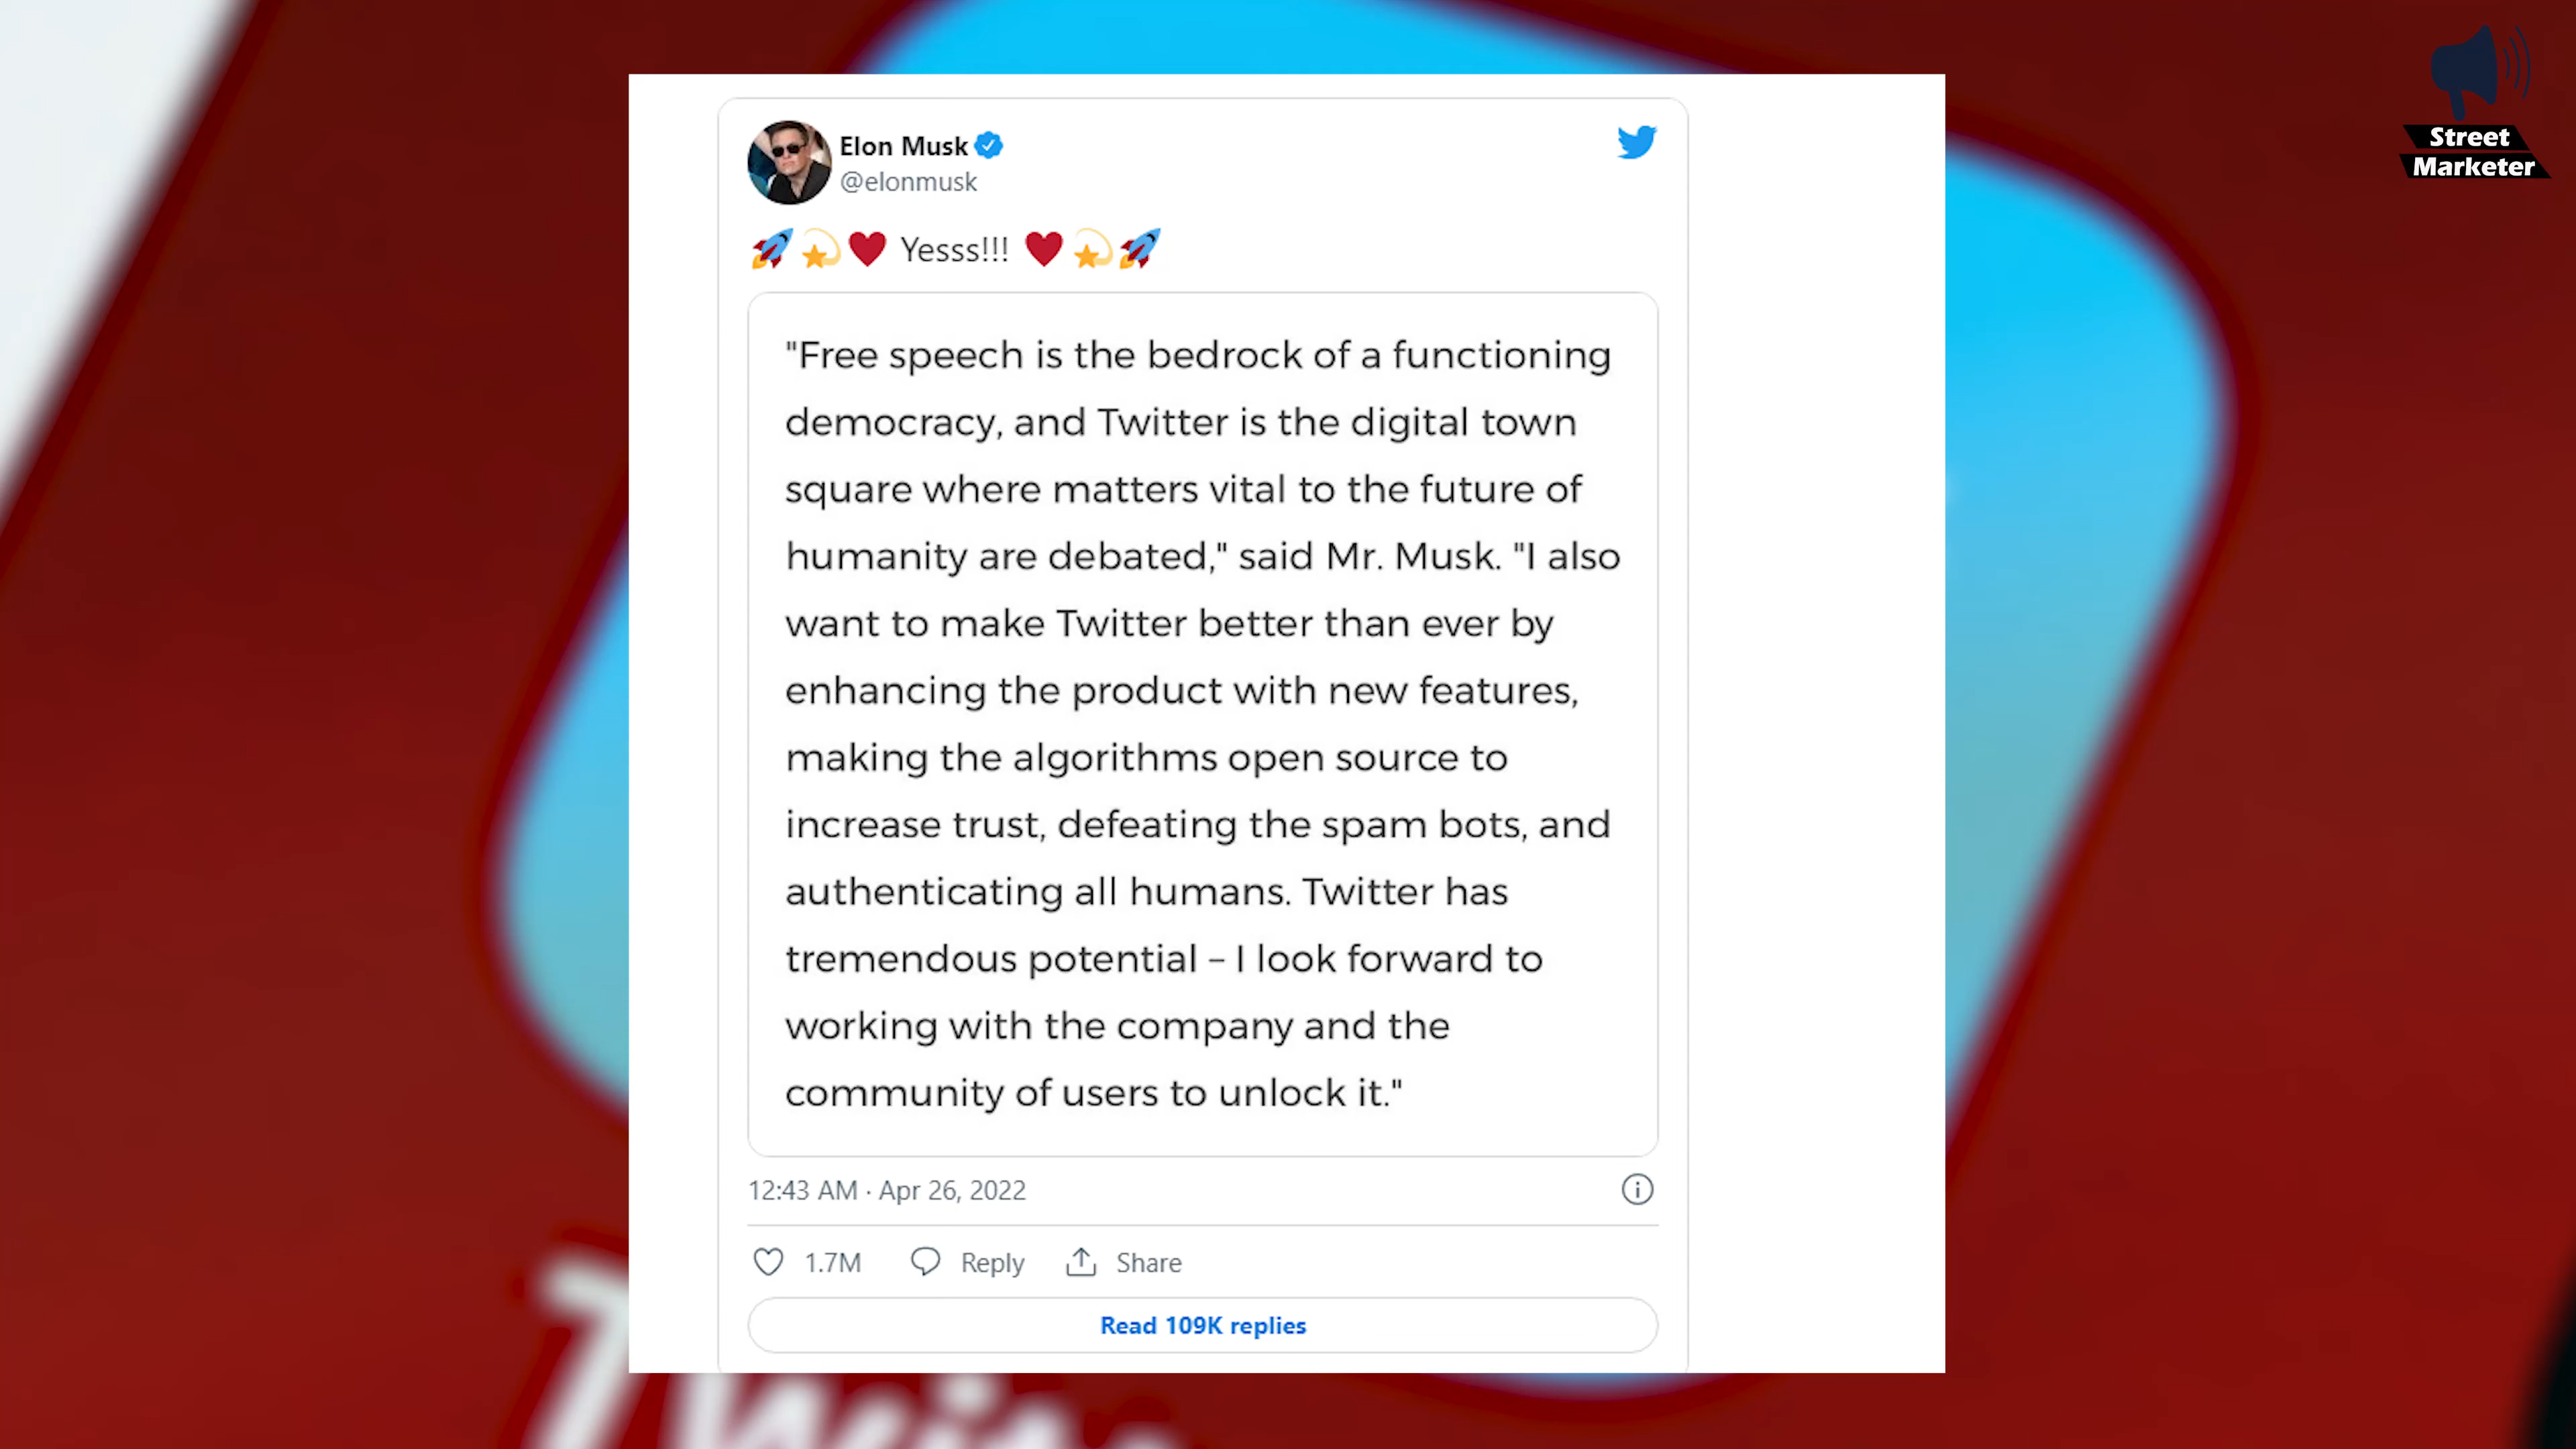 Street
Marketer
Elon Musk
@elonmusk
🚀💫♥ Yesss!!! ♥💫🚀
"Free speech is the bedrock of a functioning
democracy, and Twitter is the digital town
square where matters vital to the future of
humanity are debated," said Mr. Musk. "I also
want to make Twitter better than ever by
enhancing the product with new features,
making the algorithms open source to
increase trust, defeating the spam bots, and
authenticating all humans. Twitter has
tremendous potential – I look forward to
working with the company and the
community of users to unlock it."
12:43 AM · Apr 26, 2022
1.7M Reply Share
Read 109K replies